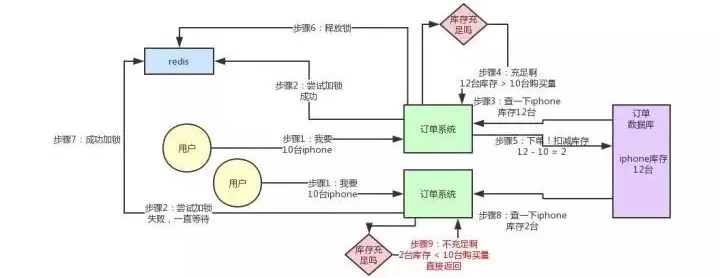 步骤6：释放锁
库存充
足吗
redis
步骤2：尝试加锁
成功
步骤4：充足啊
12台库存 > 10台购买量
步骤3：查一下iphone
库存12台
订单
数据库
iphone库存
12台
步骤7：成功加锁
用户
步骤1：我要
10台iphone
订单系统
步骤5：下单！扣减库存
12 - 10 = 2
用户
步骤1：我要
10台iphone
订单系统
步骤2：尝试加锁
失败，一直等待
步骤8：查一下iphone
库存2台
库存充
足吗
步骤9：不充足啊
2台库存 < 10台购买量
直接返回